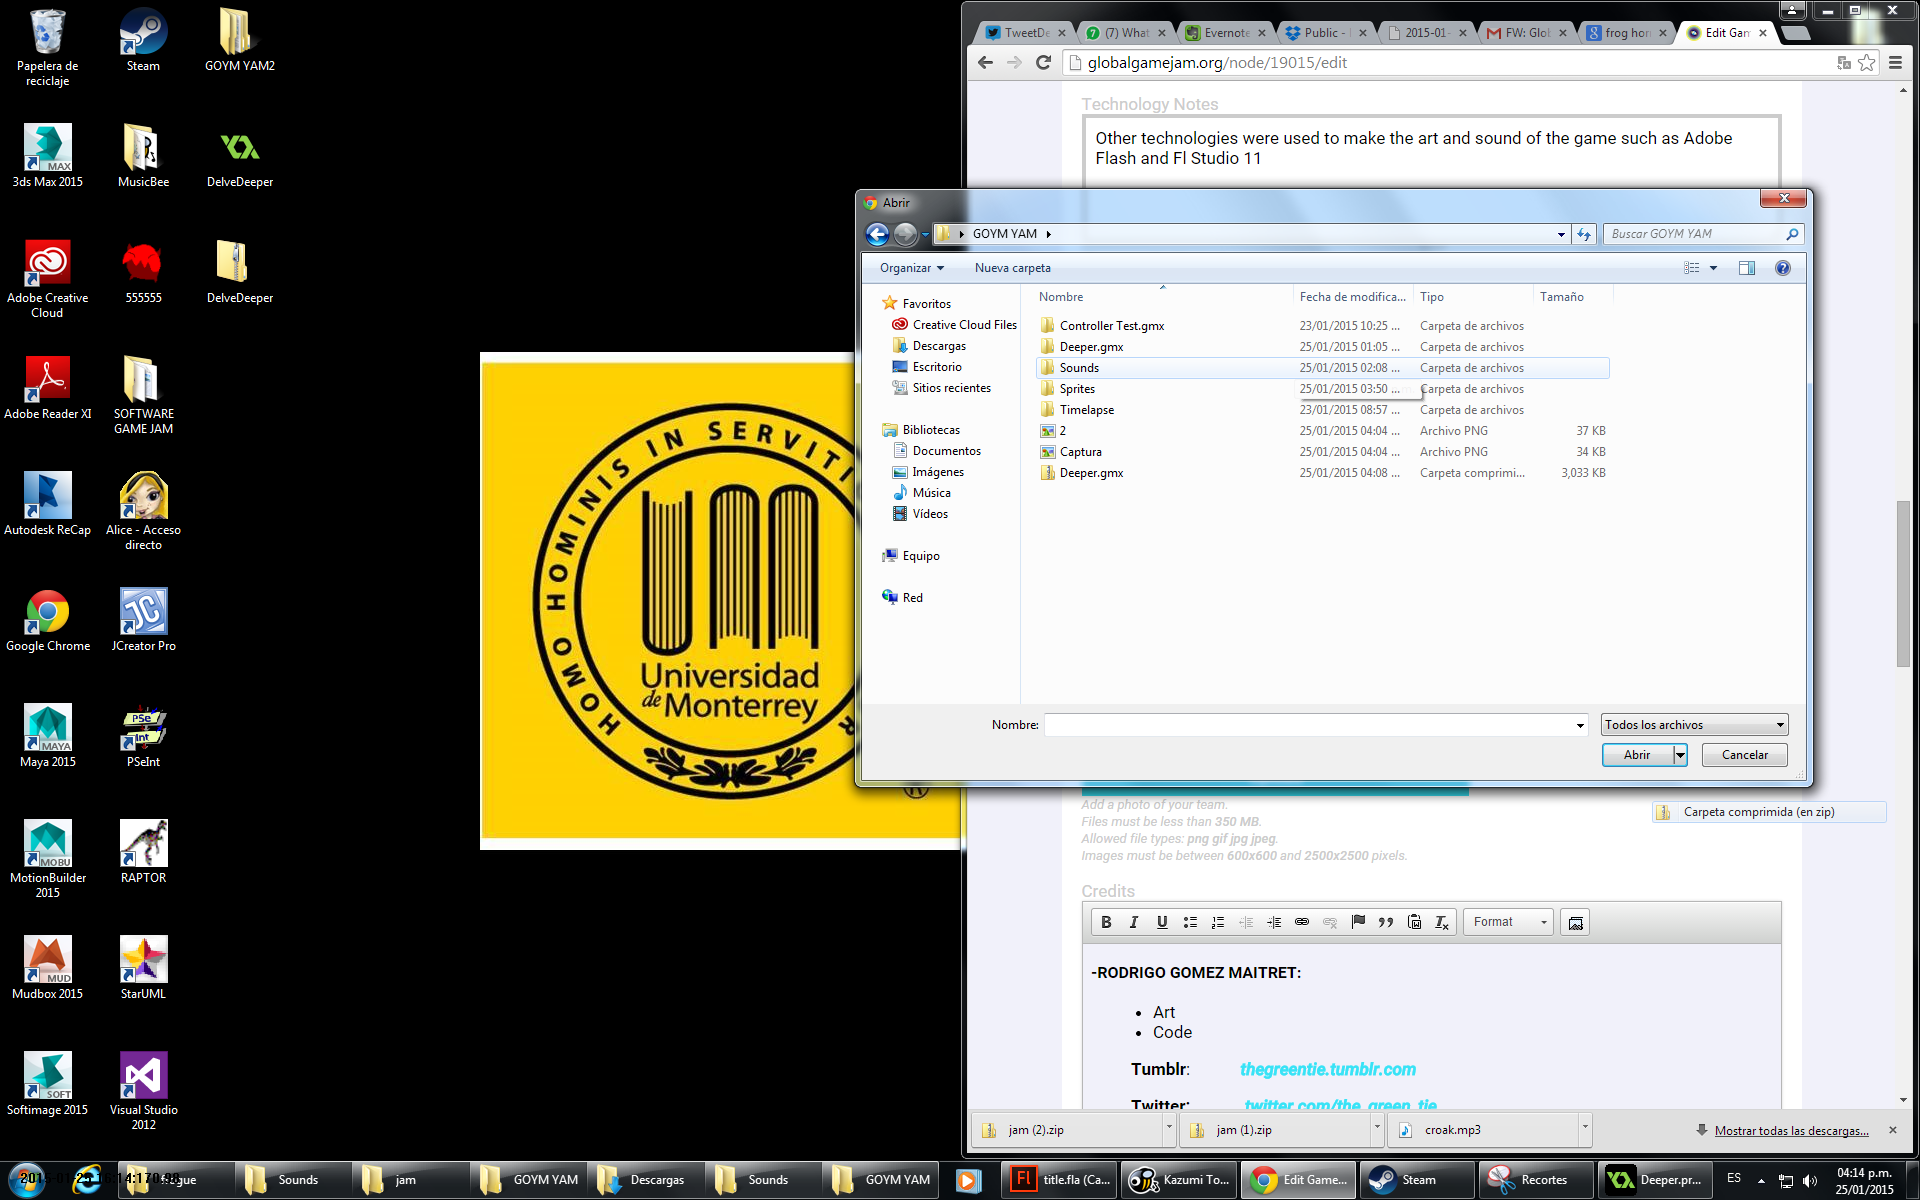 Papelera de
reciclaje
Steam
GOYM YAM2
MAX
3ds Max 2015
MusicBee
DelveDeeper
Adobe Creative
Cloud
555555
DelveDeeper
Adobe Reader XI
SOFTWARE
GAME JAM
Autodesk ReCap
Alice - Acceso
directo
Google Chrome
JC
JCreator Pro
MAYA
Maya 2015
PSe
Int
PSeInt
MOBU
MotionBuilder
2015
RAPTOR
MUD
Mudbox 2015
StarUML
SOFT
Softimage 2015
Visual Studio
2012
HOMO HOMINIS IN SERVITI
Universidad
de Monterrey
®
TweetDe
(7) What
Evernote
Public -
2015-01-
FW: Glob
frog hon
Edit Gam
globalgamejam.org/node/19015/edit
Technology Notes
Other technologies were used to make the art and sound of the game such as Adobe
Flash and Fl Studio 11
Abrir
GOYM YAM
Buscar GOYM YAM
Organizar
Nueva carpeta
Favoritos
Creative Cloud Files
Descargas
Escritorio
Sitios recientes
Bibliotecas
Documentos
Imágenes
Música
Vídeos
Equipo
Red
Nombre Fecha de modifica... Tipo Tamaño
Controller Test.gmx 23/01/2015 10:25 ... Carpeta de archivos
Deeper.gmx 25/01/2015 01:05 ... Carpeta de archivos
Sounds 25/01/2015 02:08 ... Carpeta de archivos
Sprites 25/01/2015 03:50 ... Carpeta de archivos
Timelapse 23/01/2015 08:57 ... Carpeta de archivos
2 25/01/2015 04:04 ... Archivo PNG 37 KB
Captura 25/01/2015 04:04 ... Archivo PNG 34 KB
Deeper.gmx 25/01/2015 04:08 ... Carpeta comprimi... 3,033 KB
Nombre:
Todos los archivos
Abrir
Cancelar
Add a photo of your team.
Files must be less than 350 MB.
Allowed file types: png gif jpg jpeg.
Images must be between 600x600 and 2500x2500 pixels.
Carpeta comprimida (en zip)
Credits
B I U
Format
-RODRIGO GOMEZ MAITRET:
• Art
• Code
Tumblr: thegreentie.tumblr.com
Twitter: twitter.com/the_green_tie
jam (2).zip
jam (1).zip
croak.mp3
Mostrar todas las descargas...
Sounds
jam
GOYM YAM
Descargas
Sounds
GOYM YAM
Fl
title.fla (Ca...
Kazumi To...
Edit Game...
Steam
Recortes
Deeper.pr...
ES
04:14 p.m.
25/01/2015